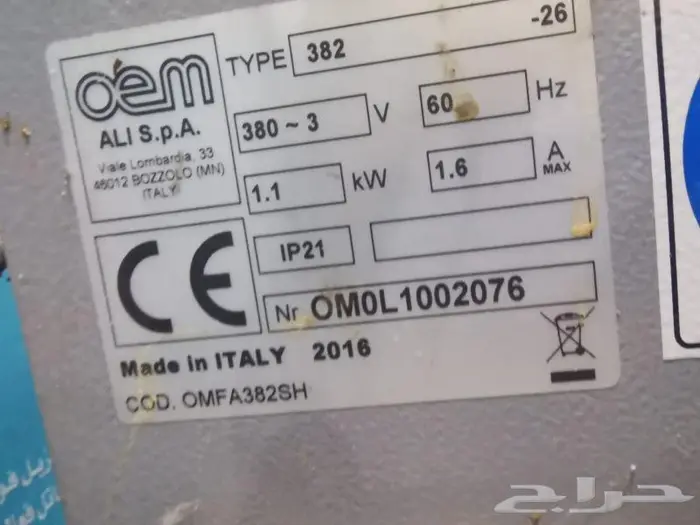 oem
ALI S.p.A.
Viale Lombardia, 33
46012 BOZZOLO (MN)
ITALY
TYPE 382 -26
380 ~ 3 V 60 Hz
1.1 kW 1.6 A MAX
CE IP21
Nr OM0L1002076
Made in ITALY 2016
COD. OMFA382SH
حراج